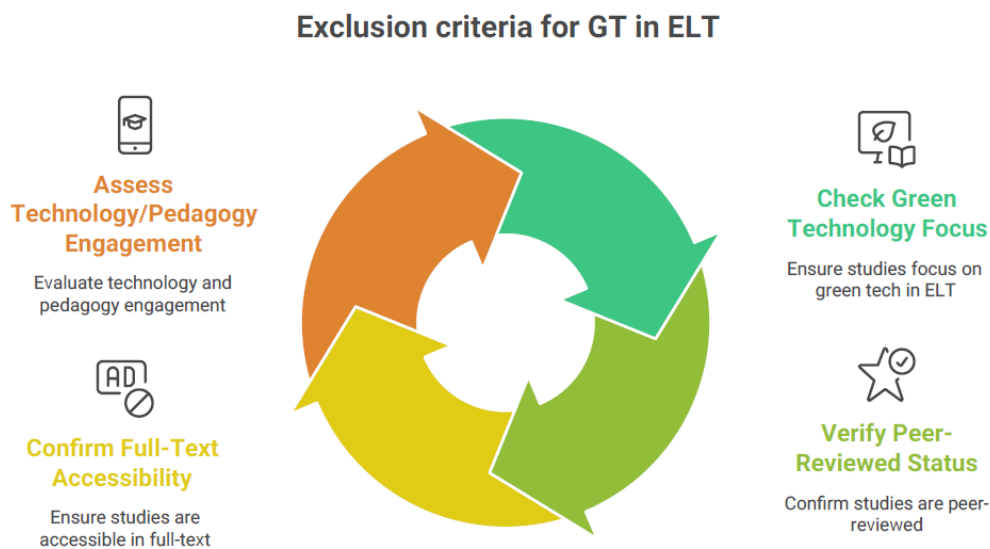 Exclusion criteria for GT in ELT
Assess
Technology/Pedagogy
Engagement
Evaluate technology and
pedagogy engagement
AD
Confirm Full-Text
Accessibility
Ensure studies are
accessible in full-text
Check Green
Technology Focus
Ensure studies focus on
green tech in ELT
Verify Peer-
Reviewed Status
Confirm studies are peer-
reviewed